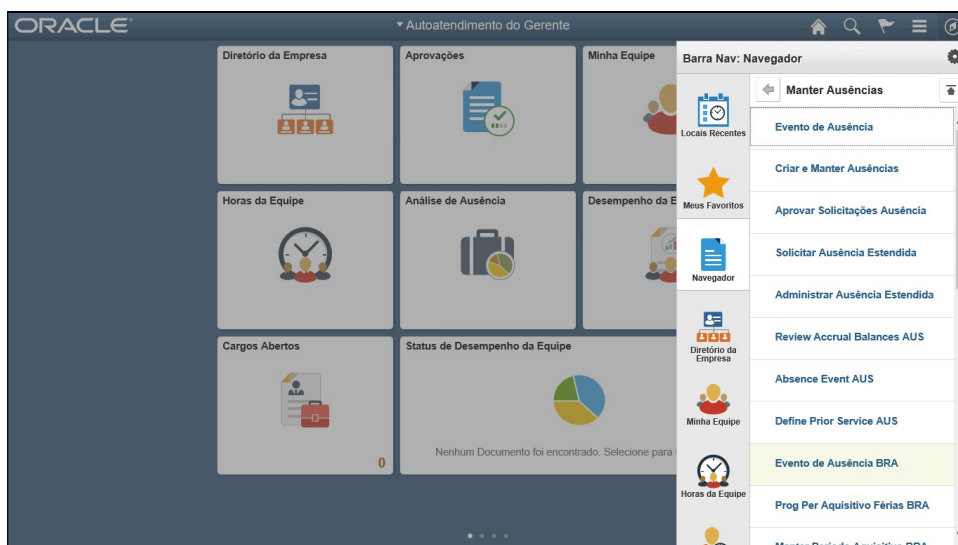 ORACLE
Autoatendimento do Gerente
Diretório da Empresa
Aprovações
Minha Equipe
Horas da Equipe
Análise de Ausência
Desempenho da E
Cargos Abertos
0
Status de Desempenho da Equipe
Nenhum Documento foi encontrado. Selecione para
Barra Nav: Navegador
Locais Recentes
Meus Favoritos
Navegador
Diretório da
Empresa
Minha Equipe
Horas da Equipe
Manter Ausências
Evento de Ausência
Criar e Manter Ausências
Aprovar Solicitações Ausência
Solicitar Ausência Estendida
Administrar Ausência Estendida
Review Accrual Balances AUS
Absence Event AUS
Define Prior Service AUS
Evento de Ausência BRA
Prog Per Aquisitivo Férias BRA
Manter Período Aquisitivo BRA